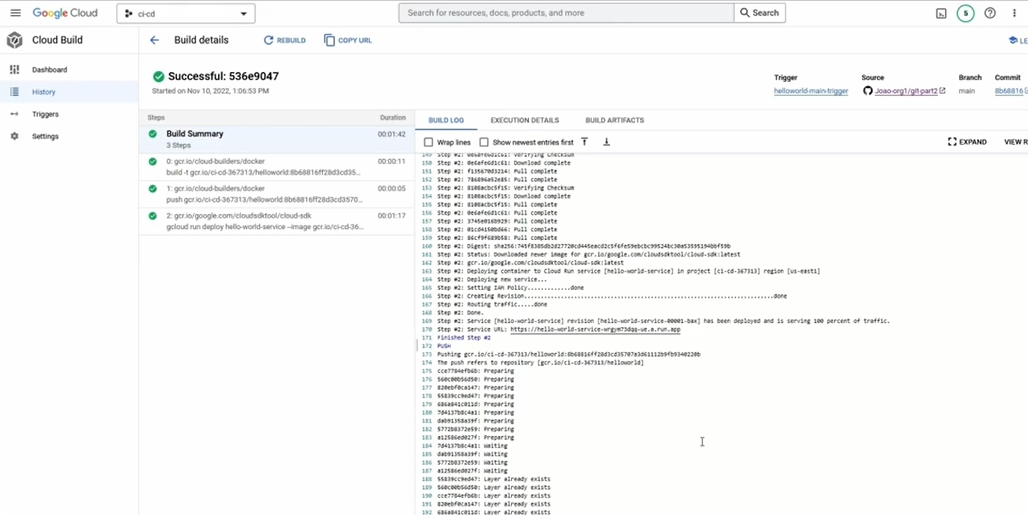 Google Cloud
ci-cd
Search for resources, docs, products, and more
Search
5
Cloud Build
Build details
REBUILD
COPY URL
LE
Dashboard
History
Triggers
Settings
Successful: 536e9047
Started on Nov 10, 2022, 1:06:53 PM
Trigger
Source
Branch
Commit
helloworld-main-trigger
Joao-org1/git-part2
main
8b68816
Steps
Duration
Build Summary
00:01:42
3 Steps
0: gcr.io/cloud-builders/docker
00:00:11
build -t gcr.io/ci-cd-367313/helloworld:8b68816ff28d3cd35...
1: gcr.io/cloud-builders/docker
00:00:05
push gcr.io/ci-cd-367313/helloworld:8b68816ff28d3cd3570...
2: gcr.io/google.com/cloudsdktool/cloud-sdk
00:01:17
gcloud run deploy hello-world-service --image gcr.io/ci-cd-36...
BUILD LOG
EXECUTION DETAILS
BUILD ARTIFACTS
Wrap lines
Show newest entries first
EXPAND
VIEW R
149 Step #2: 0e6afe6d1c61: Verifying Checksum
150 Step #2: 0e6afe6d1c61: Download complete
151 Step #2: f135670d3214: Pull complete
152 Step #2: 786896a52e85: Pull complete
153 Step #2: 8108acbc5f15: Verifying Checksum
154 Step #2: 8108acbc5f15: Download complete
155 Step #2: 8108acbc5f15: Pull complete
156 Step #2: 0e6afe6d1c61: Pull complete
157 Step #2: 3745e016b929: Pull complete
158 Step #2: 01cd4150bd66: Pull complete
159 Step #2: 86cf9f689b58: Pull complete
160 Step #2: Digest:
161 Step #2: Status: Downloaded newer image for gcr.io/google.com/cloudsdktool/cloud-sdk:latest
162 Step #2: gcr.io/google.com/cloudsdktool/cloud-sdk:latest
163 Step #2: Deploying container to Cloud Run service [hello-world-service] in project [ci-cd-367313] region [us-east1]
164 Step #2: Deploying new service...
165 Step #2: Setting IAM Policy.............done
166 Step #2: Creating Revision...........................................................................done
167 Step #2: Routing traffic.....done
168 Step #2: Done.
169 Step #2: Service [hello-world-service] revision [hello-world-service-00001-bax] has been deployed and is serving 100 percent of traffic.
170 Step #2: Service URL: https://hello-world-service-wrgym73dqq-ue.a.run.app
171 Finished Step #2
172 PUSH
173 Pushing gcr.io/ci-cd-367313/helloworld:8b68816ff28d3cd35707a3d61112b9fb9340220b
174 The push refers to repository [gcr.io/ci-cd-367313/helloworld]
175 cce7784efb6b: Preparing
176 560c00b56d50: Preparing
177 820ebf0ca147: Preparing
178 55839cc9ed47: Preparing
179 686a841c011d: Preparing
180 7d4137b8c4a1: Preparing
181 dab91358a39f: Preparing
182 5772b8372e59: Preparing
183 a12586ed027f: Preparing
184 7d4137b8c4a1: Waiting
185 dab91358a39f: Waiting
186 5772b8372e59: Waiting
187 a12586ed027f: Waiting
188 55839cc9ed47: Layer already exists
189 560c00b56d50: Layer already exists
190 cce7784efb6b: Layer already exists
191 820ebf0ca147: Layer already exists
192 686a841c011d: Layer already exists